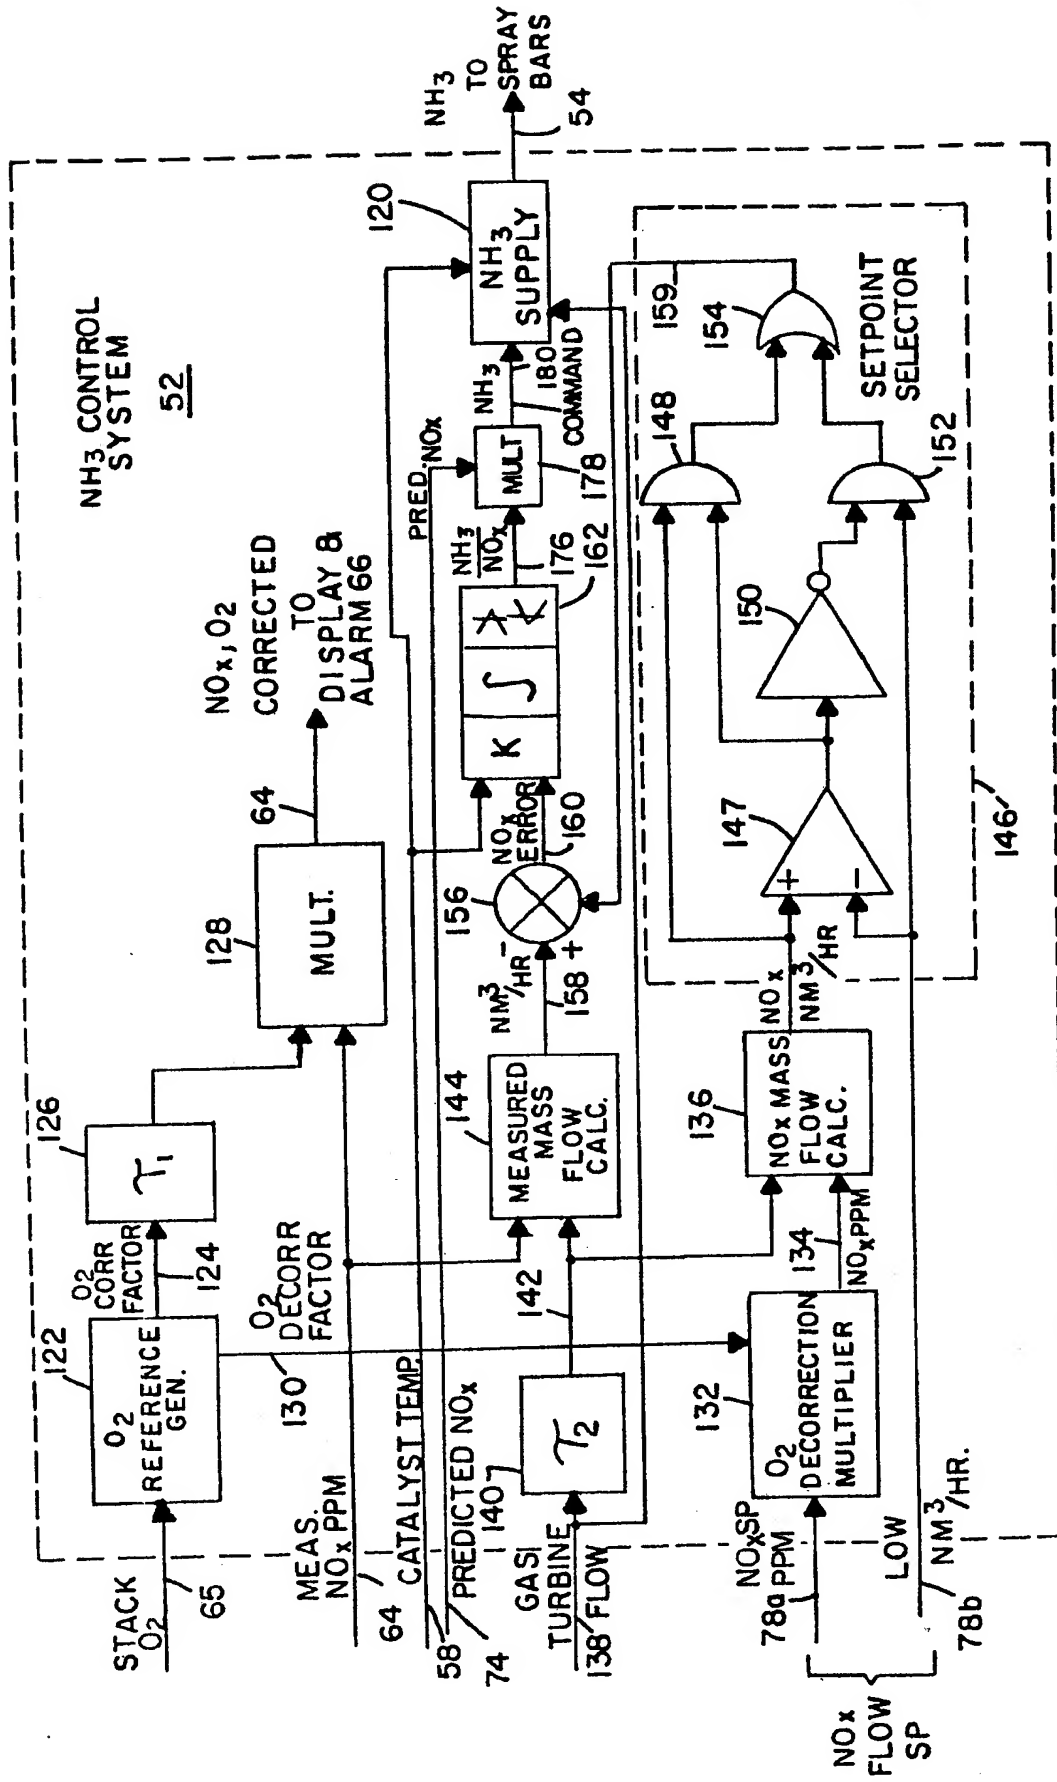 NH3 CONTROL
SYSTEM
52
STACK
O2
65
122
O2
REFERENCE
GEN.
O2
CORR
FACTOR
124
126
τ1
128
MULT.
64
NOx, O2
CORRECTED
TO
DISPLAY &
ALARM 66
130
O2
DECORR
FACTOR
MEAS.
NOx PPM
64
CATALYST TEMP.
58
PREDICTED NOx
74
PRED. NOx
GAS
TURBINE
138 FLOW
140
τ2
142
144
MEASURED
MASS
FLOW
CALC.
NM3/HR
158
156
-
+
NOx
ERROR
160
K
∫
162
NH3
NOx
176
MULT
178
NH3
180
COMMAND
120
NH3
SUPPLY
54
NH3
TO
SPRAY
BARS
NOxSP
PPM
78a
132
O2
DECORRECTION
MULTIPLIER
134
NOxPPM
136
NOx MASS
FLOW
CALC.
NOx
NM3/HR
147
+
-
150
148
152
154
159
SETPOINT
SELECTOR
146
LOW
NM3/HR.
78b
NOx
FLOW
SP